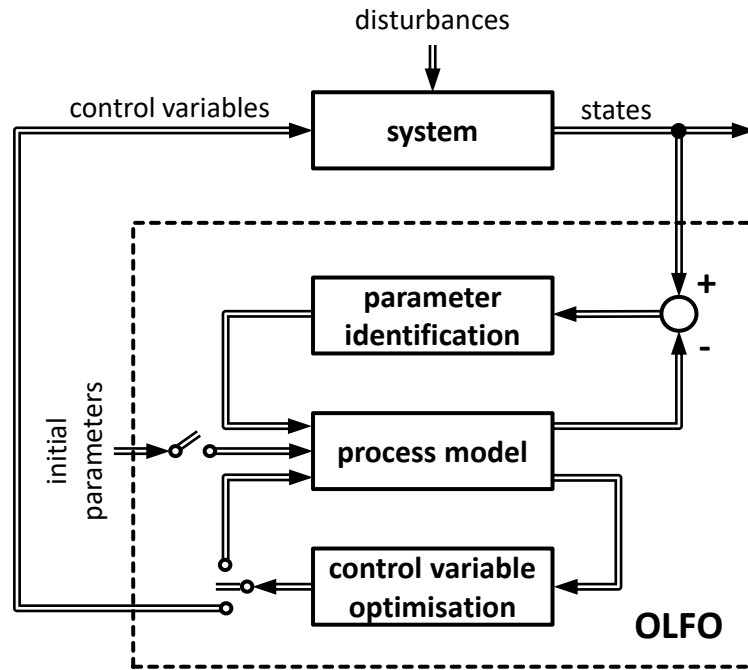 disturbances
control variables
system
states
+
parameter
identification
-
initial
parameters
process model
control variable
optimisation
OLFO